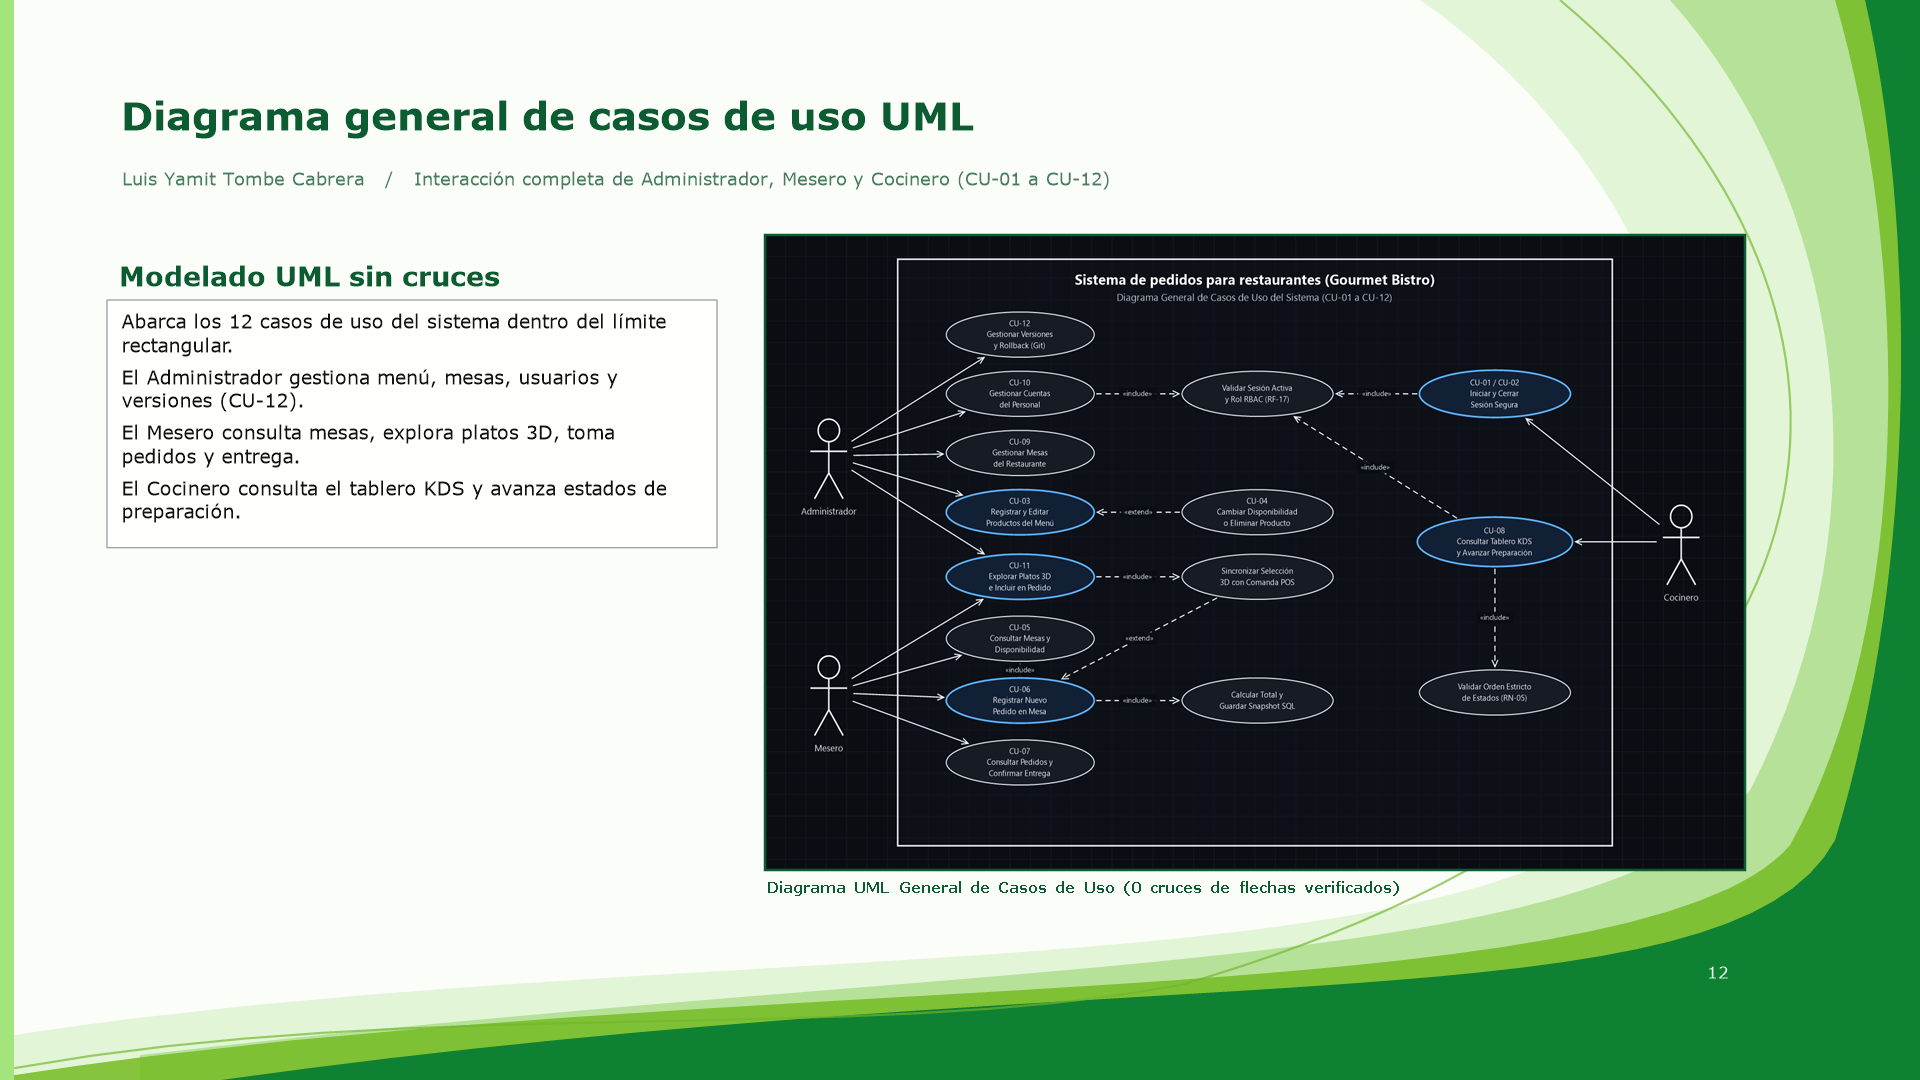 Diagrama general de casos de uso UML
Luis Yamit Tombe Cabrera / Interacción completa de Administrador, Mesero y Cocinero (CU-01 a CU-12)
Modelado UML sin cruces
Abarca los 12 casos de uso del sistema dentro del límite
rectangular.
El Administrador gestiona menú, mesas, usuarios y
versiones (CU-12).
El Mesero consulta mesas, explora platos 3D, toma
pedidos y entrega.
El Cocinero consulta el tablero KDS y avanza estados de
preparación.
Sistema de pedidos para restaurantes (Gourmet Bistro)
Diagrama General de Casos de Uso del Sistema (CU-01 a CU-12)
CU-12
Gestionar Versiones
y Rollback (Git)
CU-10
Gestionar Cuentas
del Personal
«include»
Validar Sesión Activa
y Rol RBAC (RF-17)
«include»
CU-01 / CU-02
Iniciar y Cerrar
Sesión Segura
CU-09
Gestionar Mesas
del Restaurante
«include»
Administrador
CU-03
Registrar y Editar
Productos del Menú
«extend»
CU-04
Cambiar Disponibilidad
o Eliminar Producto
CU-08
Consultar Tablero KDS
y Avanzar Preparación
Cocinero
CU-11
Explorar Platos 3D
e Incluir en Pedido
«include»
Sincronizar Selección
3D con Comanda POS
«include»
CU-05
Consultar Mesas y
Disponibilidad
«extend»
«include»
CU-06
Registrar Nuevo
Pedido en Mesa
«include»
Calcular Total y
Guardar Snapshot SQL
Validar Orden Estricto
de Estados (RN-05)
Mesero
CU-07
Consultar Pedidos y
Confirmar Entrega
Diagrama UML General de Casos de Uso (0 cruces de flechas verificados)
12